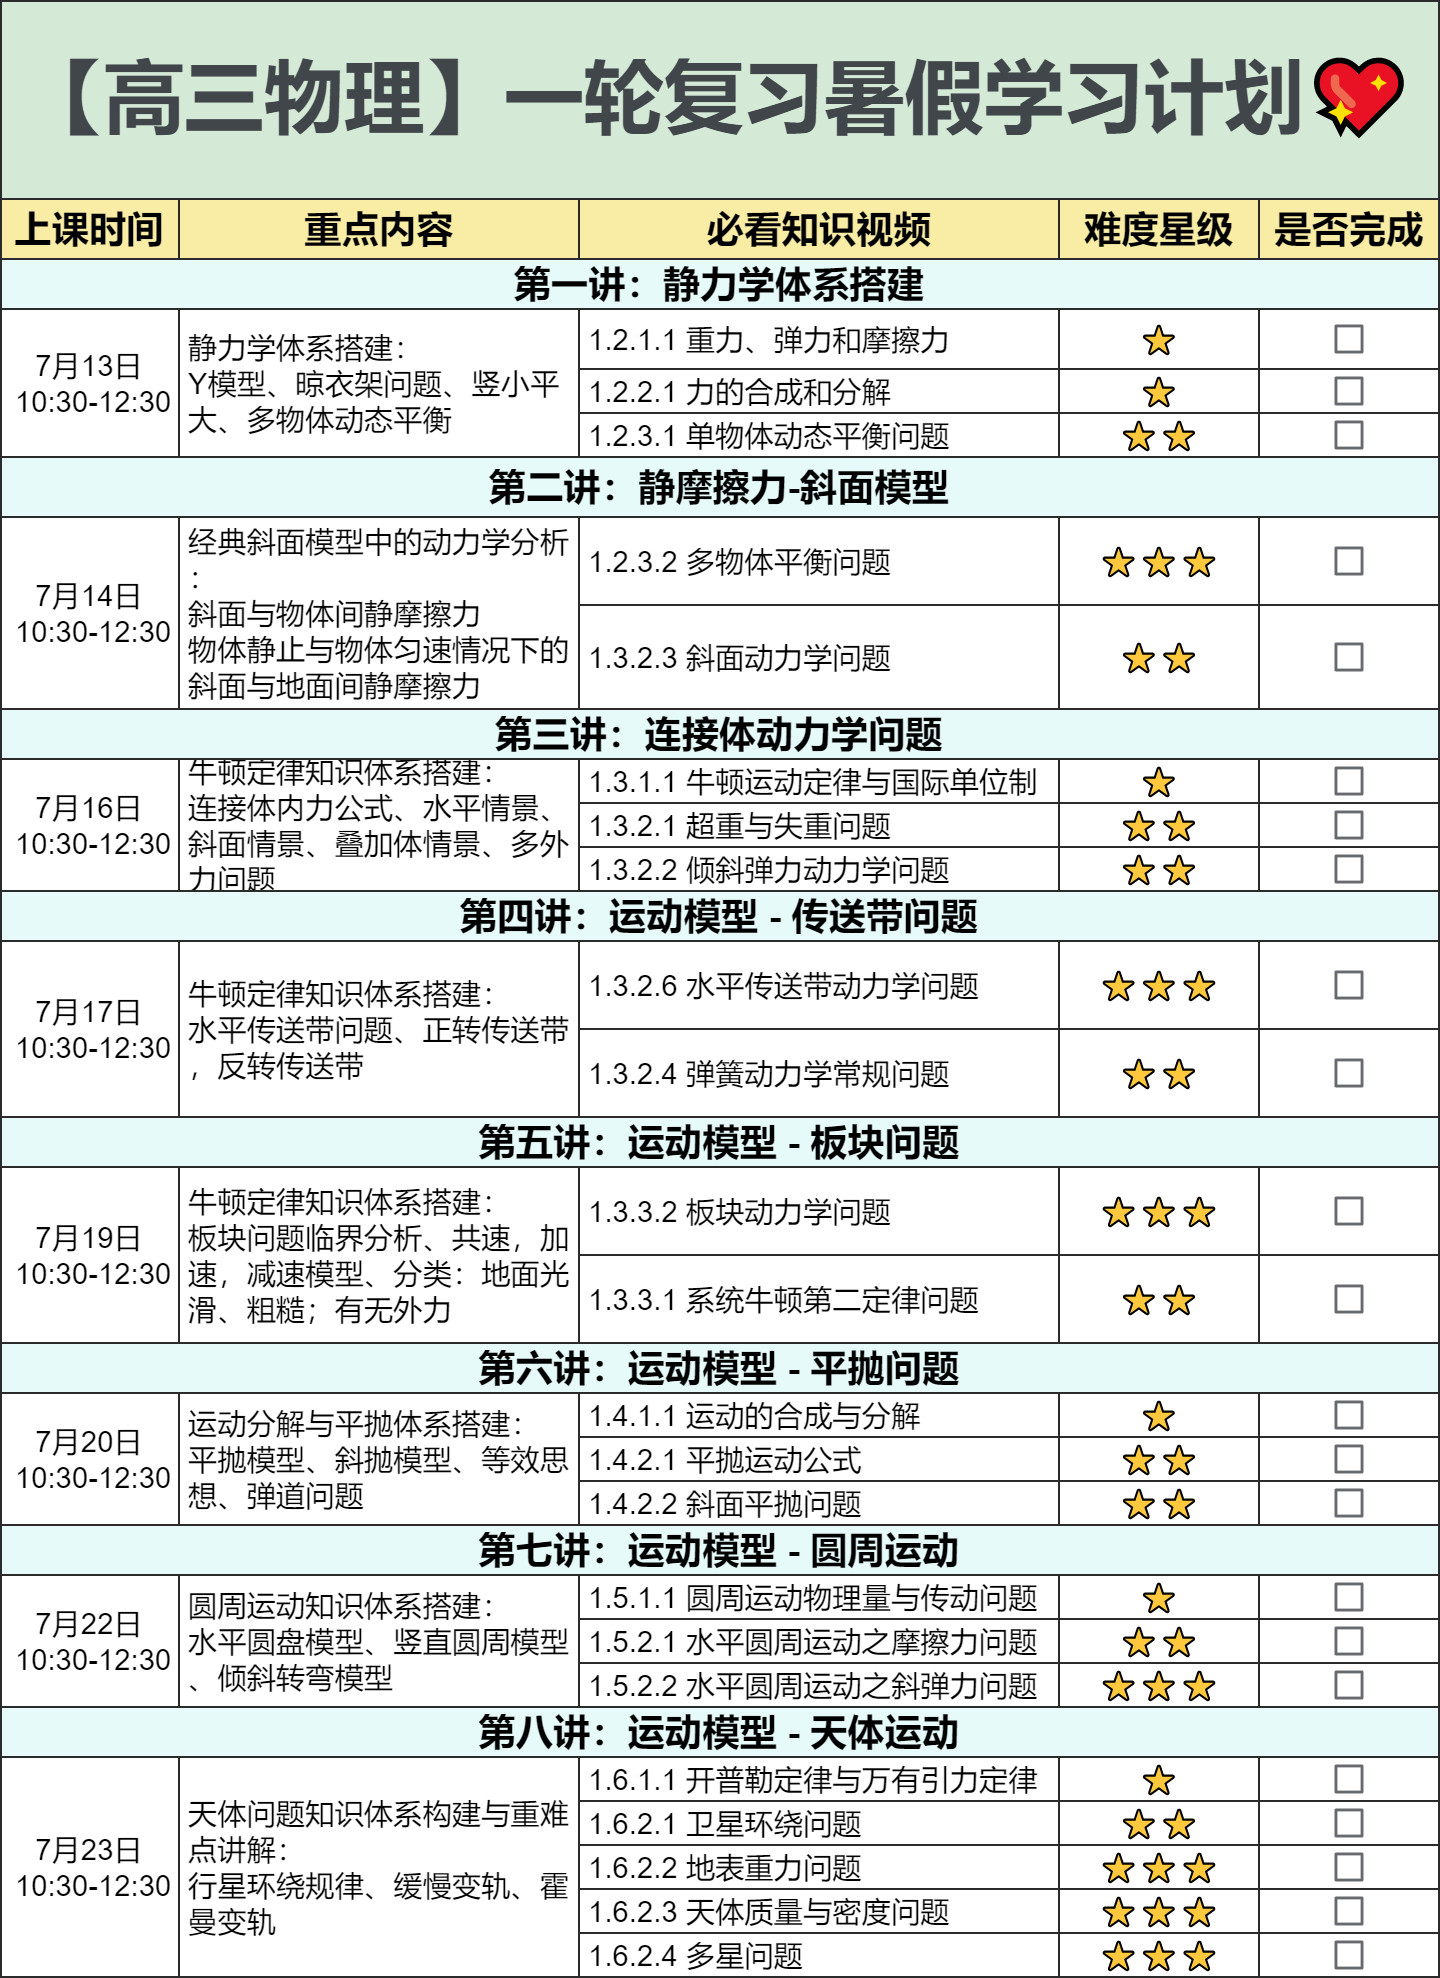 【高三物理】一轮复习暑假学习计划
上课时间 重点内容 必看知识视频 难度星级 是否完成
第一讲：静力学体系搭建
7月13日
10:30-12:30
静力学体系搭建：
Y模型、晾衣架问题、竖小平
大、多物体动态平衡
1.2.1.1 重力、弹力和摩擦力
1.2.2.1 力的合成和分解
1.2.3.1 单物体动态平衡问题
第二讲：静摩擦力-斜面模型
7月14日
10:30-12:30
经典斜面模型中的动力学分析
：
斜面与物体间静摩擦力
物体静止与物体匀速情况下的
斜面与地面间静摩擦力
1.2.3.2 多物体平衡问题
1.3.2.3 斜面动力学问题
第三讲：连接体动力学问题
7月16日
10:30-12:30
牛顿定律知识体系搭建：
连接体内力公式、水平情景、
斜面情景、叠加体情景、多外
力问题
1.3.1.1 牛顿运动定律与国际单位制
1.3.2.1 超重与失重问题
1.3.2.2 倾斜弹力动力学问题
第四讲：运动模型 - 传送带问题
7月17日
10:30-12:30
牛顿定律知识体系搭建：
水平传送带问题、正转传送带
，反转传送带
1.3.2.6 水平传送带动力学问题
1.3.2.4 弹簧动力学常规问题
第五讲：运动模型 - 板块问题
7月19日
10:30-12:30
牛顿定律知识体系搭建：
板块问题临界分析、共速，加
速，减速模型、分类：地面光
滑、粗糙；有无外力
1.3.3.2 板块动力学问题
1.3.3.1 系统牛顿第二定律问题
第六讲：运动模型 - 平抛问题
7月20日
10:30-12:30
运动分解与平抛体系搭建：
平抛模型、斜抛模型、等效思
想、弹道问题
1.4.1.1 运动的合成与分解
1.4.2.1 平抛运动公式
1.4.2.2 斜面平抛问题
第七讲：运动模型 - 圆周运动
7月22日
10:30-12:30
圆周运动知识体系搭建：
水平圆盘模型、竖直圆周模型
、倾斜转弯模型
1.5.1.1 圆周运动物理量与传动问题
1.5.2.1 水平圆周运动之摩擦力问题
1.5.2.2 水平圆周运动之斜弹力问题
第八讲：运动模型 - 天体运动
7月23日
10:30-12:30
天体问题知识体系构建与重难
点讲解：
行星环绕规律、缓慢变轨、霍
曼变轨
1.6.1.1 开普勒定律与万有引力定律
1.6.2.1 卫星环绕问题
1.6.2.2 地表重力问题
1.6.2.3 天体质量与密度问题
1.6.2.4 多星问题